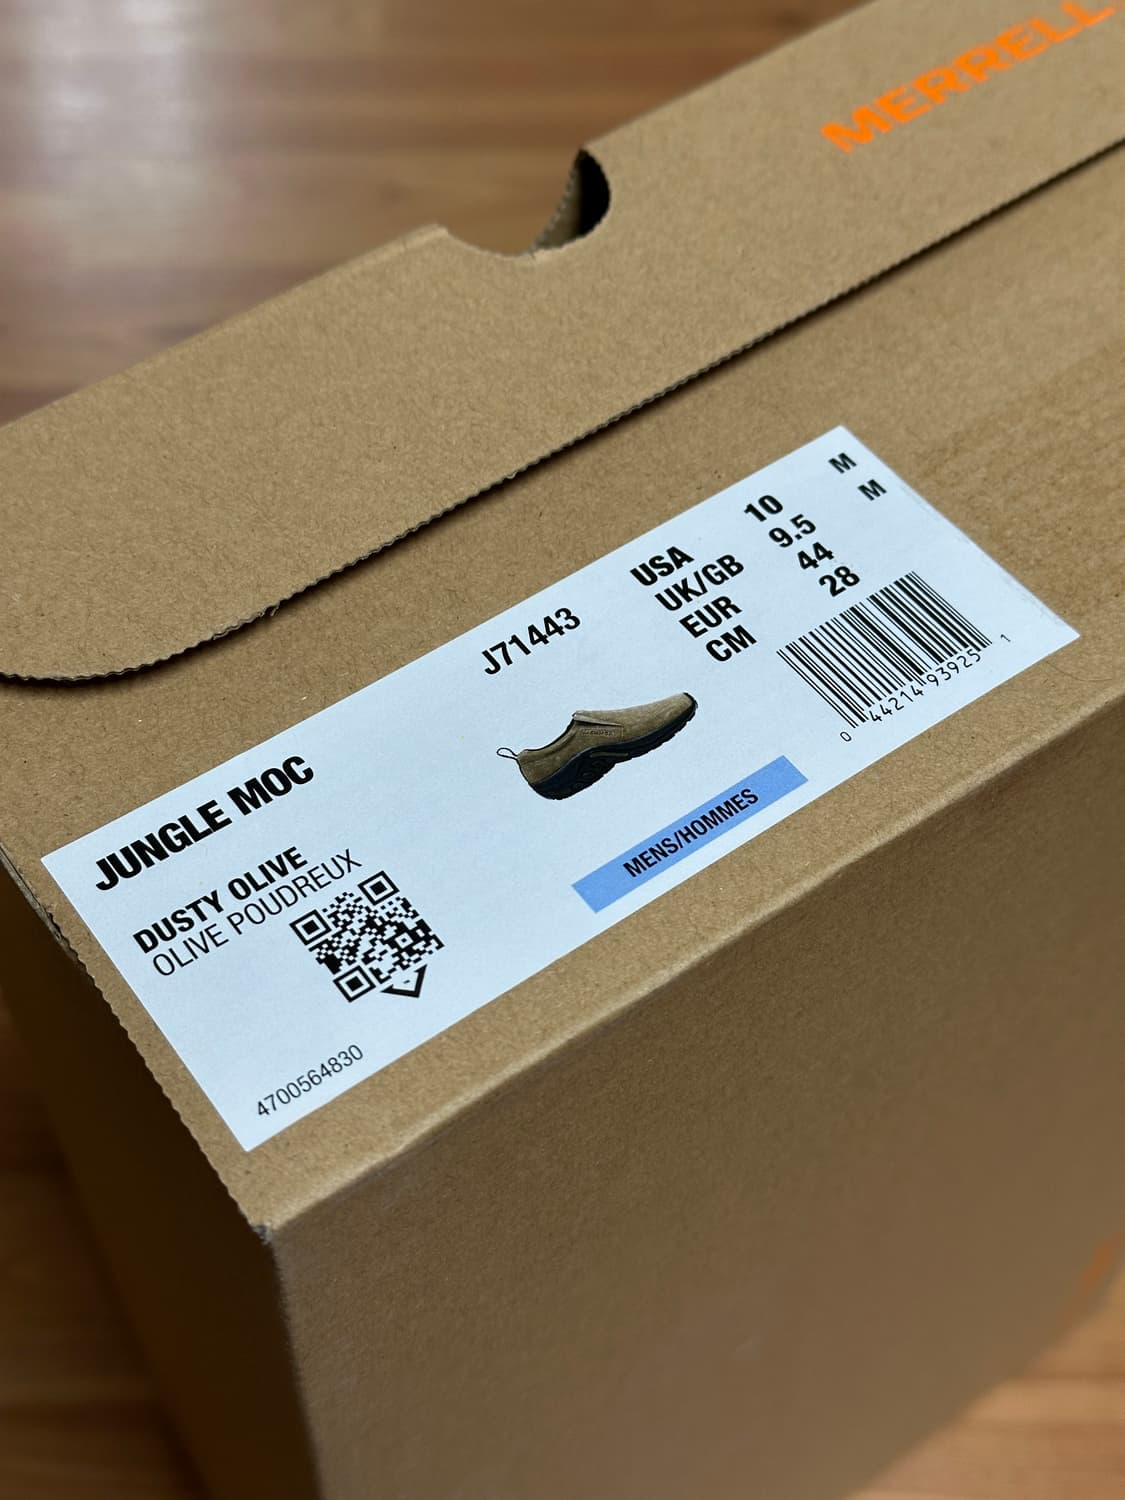 MERRELL
JUNGLE MOC
DUSTY OLIVE
OLIVE POUDREUX
4700564830
J71443
MENS/HOMMES
USA 10 M
UK/GB 9.5 M
EUR 44
CM 28
0 44214 93925 1